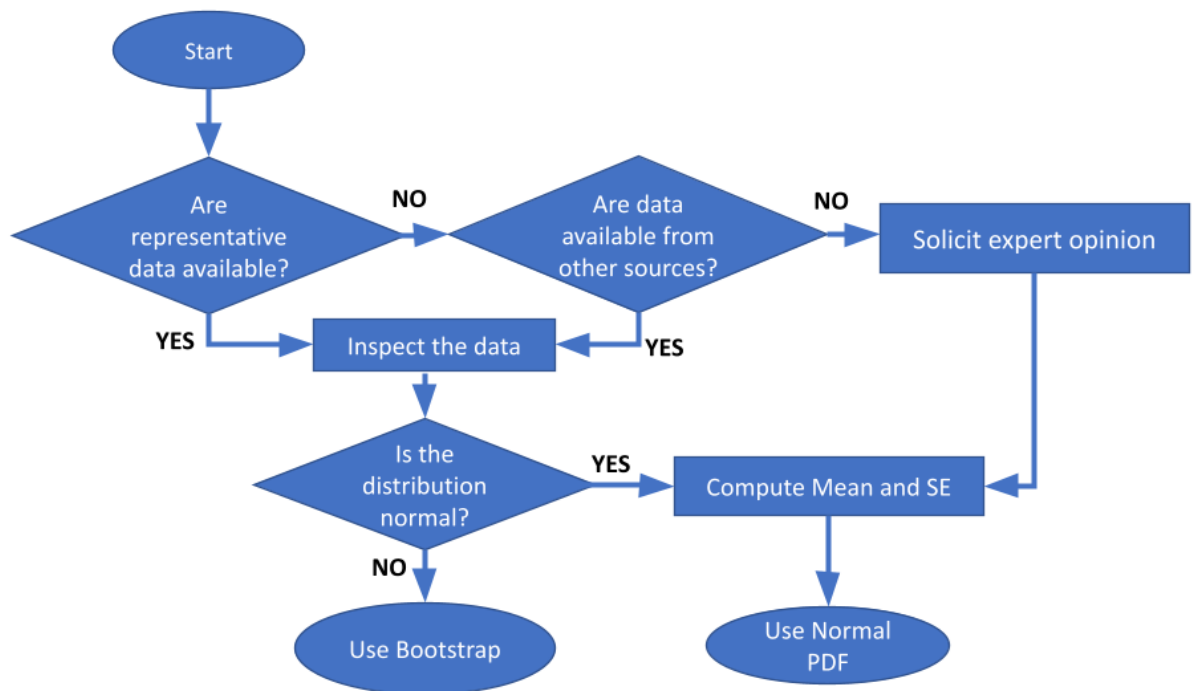 Start
Are
representative
data available?
NO
Are data
available from
other sources?
NO
Solicit expert opinion
YES
Inspect the data
YES
Is the
distribution
normal?
YES
Compute Mean and SE
NO
Use Bootstrap
Use Normal
PDF